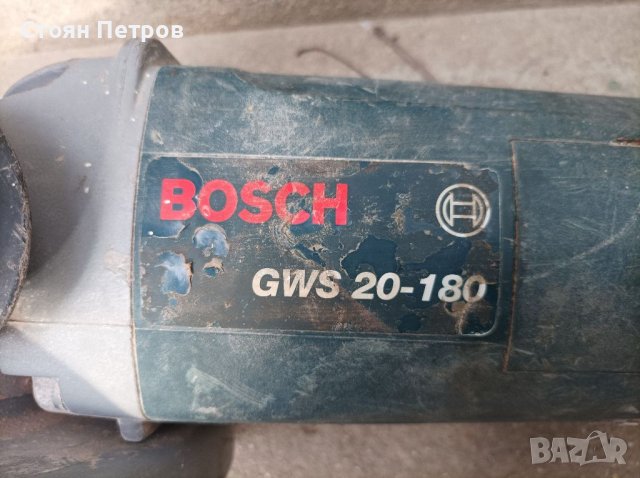 Стоян Петров
BOSCH
GWS 20-180
BAZAR